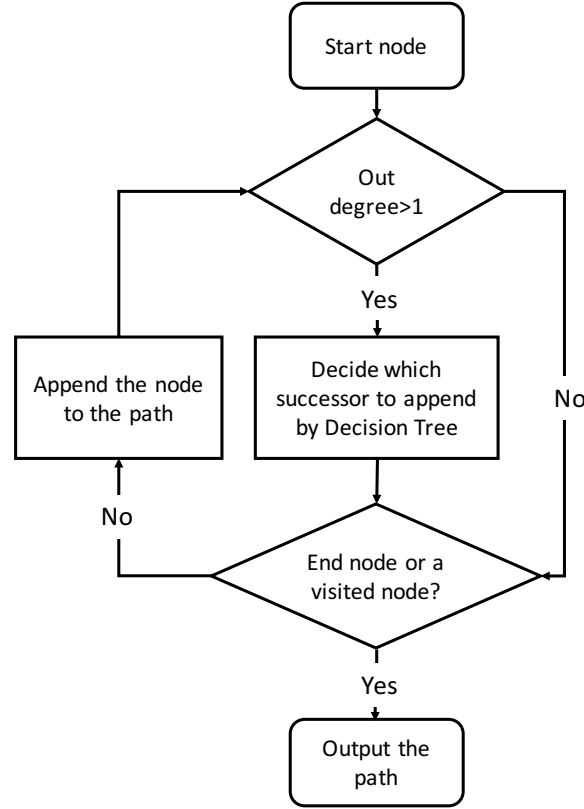 Start node
Out
degree>1
Yes
Append the node
to the path
Decide which
successor to append
by Decision Tree
No
No
End node or a
visited node?
Yes
Output the
path